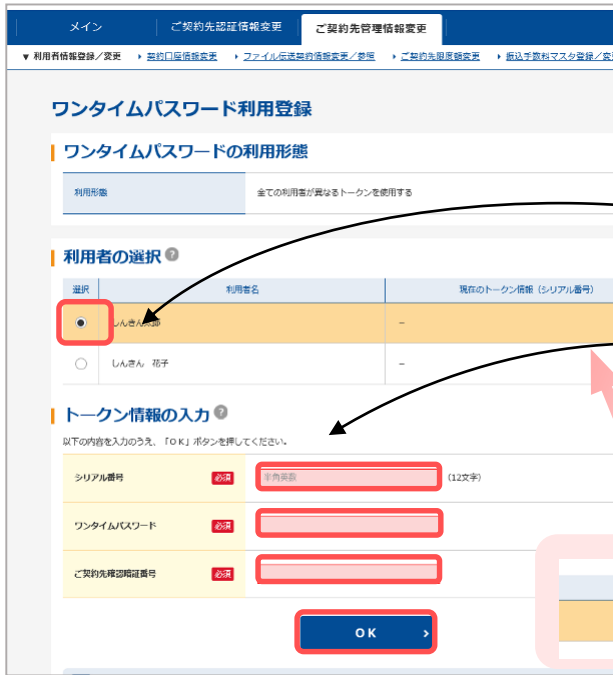 メイン ご契約先認証情報変更 ご契約先管理情報変更
▼ 利用者情報登録／変更 ▸ 契約口座情報変更 ▸ ファイル伝送契約情報変更／参照 ▸ ご契約先限度額変更 ▸ 振込手数料マスタ登録／変
ワンタイムパスワード利用登録
ワンタイムパスワードの利用形態
利用形態 全ての利用者が異なるトークンを使用する
利用者の選択 ?
選択 利用者名 現在のトークン情報（シリアル番号）
しんきん太郎 −
しんきん 花子 −
トークン情報の入力 ?
以下の内容を入力のうえ、「ＯＫ」ボタンを押してください。
シリアル番号 必須 半角英数 (12文字)
ワンタイムパスワード 必須
ご契約先確認暗証番号 必須
OK ›